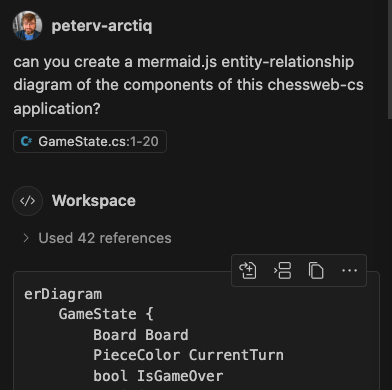 peterv-arctiq
can you create a mermaid.js entity-relationship
diagram of the components of this chessweb-cs
application?
C# GameState.cs:1-20
</> Workspace
> Used 42 references
...
erDiagram
    GameState {
        Board Board
        PieceColor CurrentTurn
        bool IsGameOver